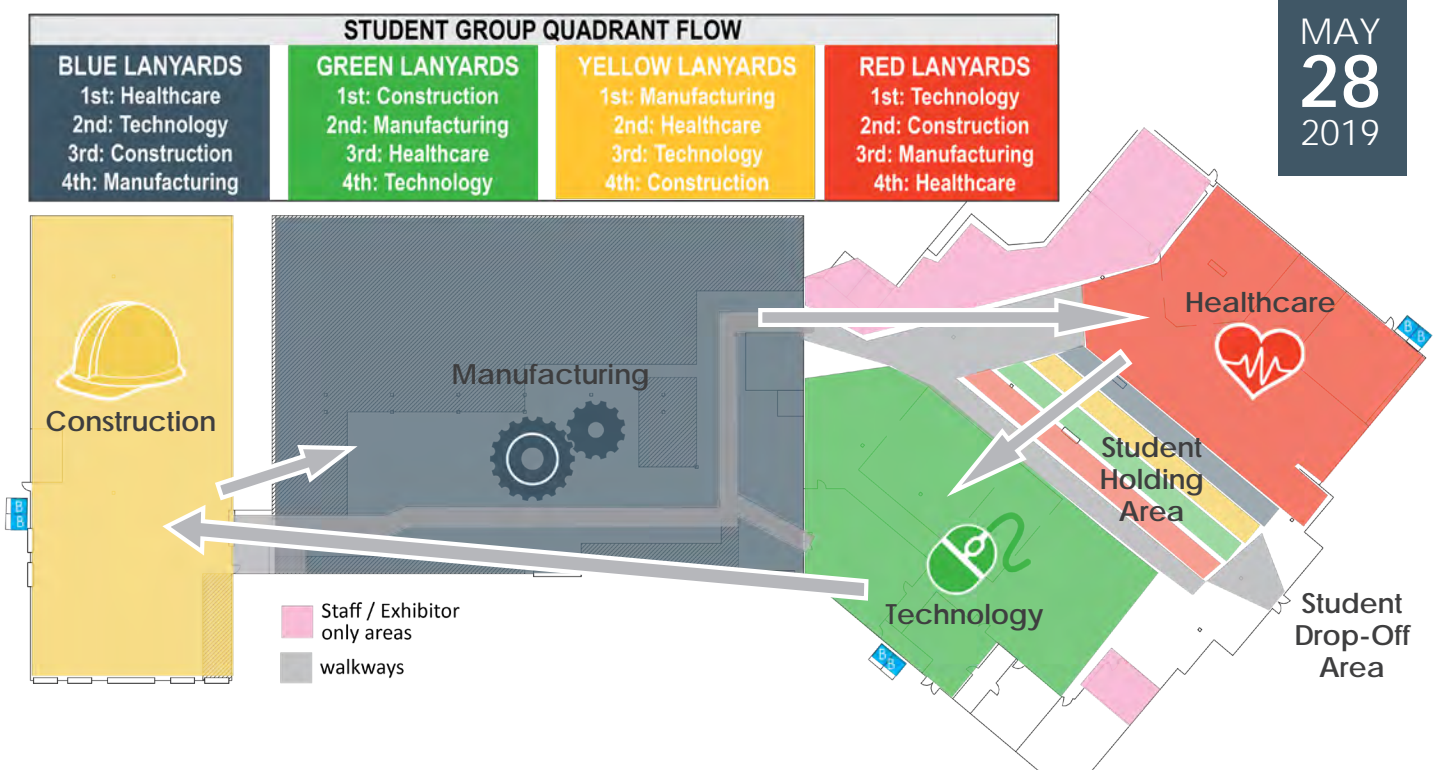 STUDENT GROUP QUADRANT FLOW
BLUE LANYARDS
1st: Healthcare
2nd: Technology
3rd: Construction
4th: Manufacturing
GREEN LANYARDS
1st: Construction
2nd: Manufacturing
3rd: Healthcare
4th: Technology
YELLOW LANYARDS
1st: Manufacturing
2nd: Healthcare
3rd: Technology
4th: Construction
RED LANYARDS
1st: Technology
2nd: Construction
3rd: Manufacturing
4th: Healthcare
MAY
28
2019
Healthcare
B
B
Manufacturing
Construction
Student
Holding
Area
B
B
Technology
Student
Drop-Off
Area
Staff / Exhibitor
only areas
walkways
B
B